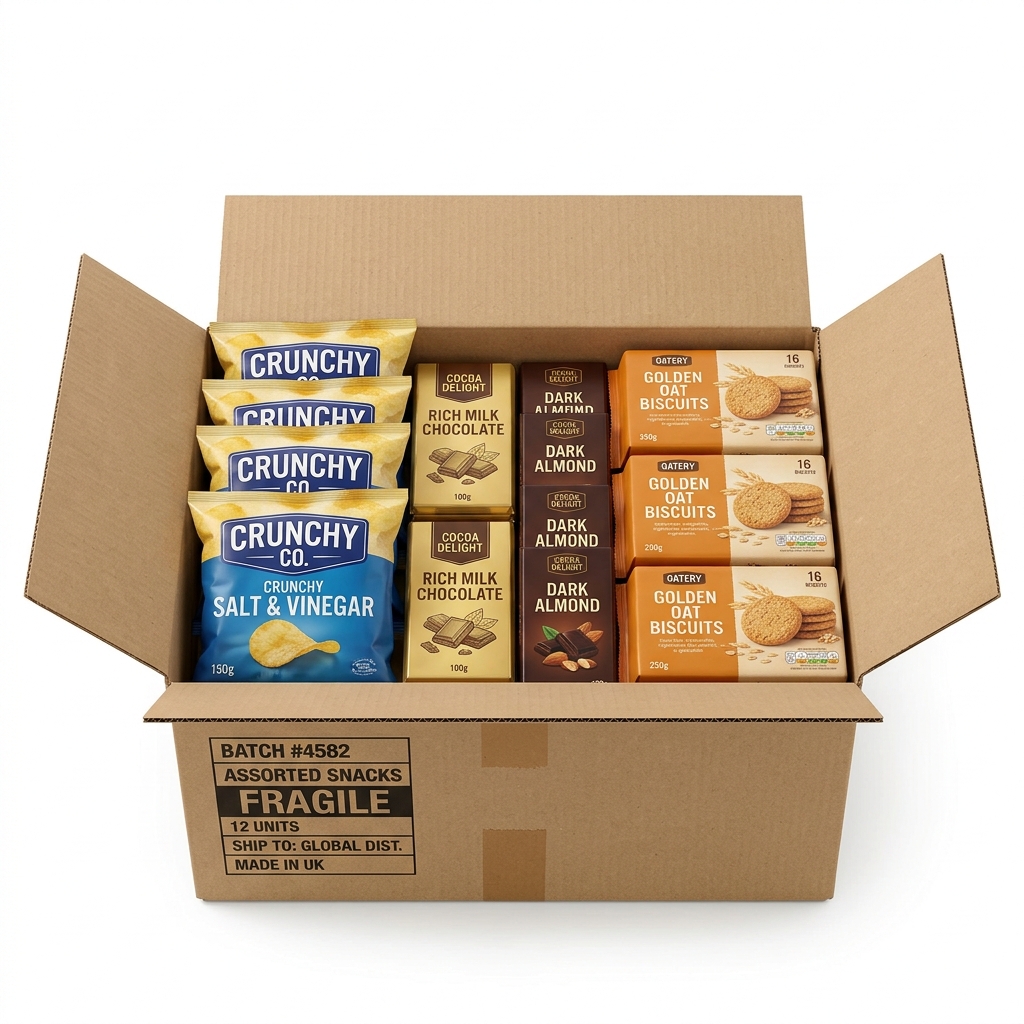 CRUNCHY
CO.
CRUNCHY
CRUNCHY
CO.
CRUNCHY
CO.
CRUNCHY
SALT & VINEGAR
150g
COCOA
DELIGHT
RICH MILK
CHOCOLATE
100g
COCOA
DELIGHT
RICH MILK
CHOCOLATE
100g
DARK
DARK
ALMOND
DARK
ALMOND
DARK
ALMOND
OATERY
GOLDEN
OAT
BISCUITS
350g
16
OATERY
GOLDEN
OAT
BISCUITS
200g
16
OATERY
GOLDEN
OAT
BISCUITS
250g
16
BATCH #4582
ASSORTED SNACKS
FRAGILE
12 UNITS
SHIP TO: GLOBAL DIST.
MADE IN UK